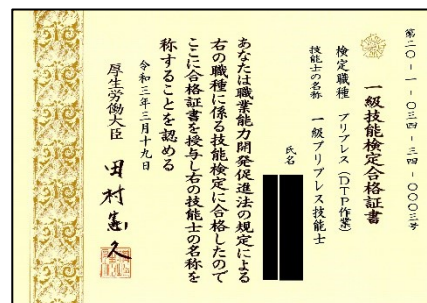 第二〇-一-〇三四-三四-〇〇〇三号
一級技能検定合格証書
検定職種 プリプレス(DTP作業)
技能士の名称 一級プリプレス技能士
氏名
あなたは職業能力開発促進法の規定による
右の職種に係る技能検定に合格したので
ここに合格証書を授与し右の技能士の名称を
称することを認める
令和三年三月十九日
厚生労働大臣 田村憲久